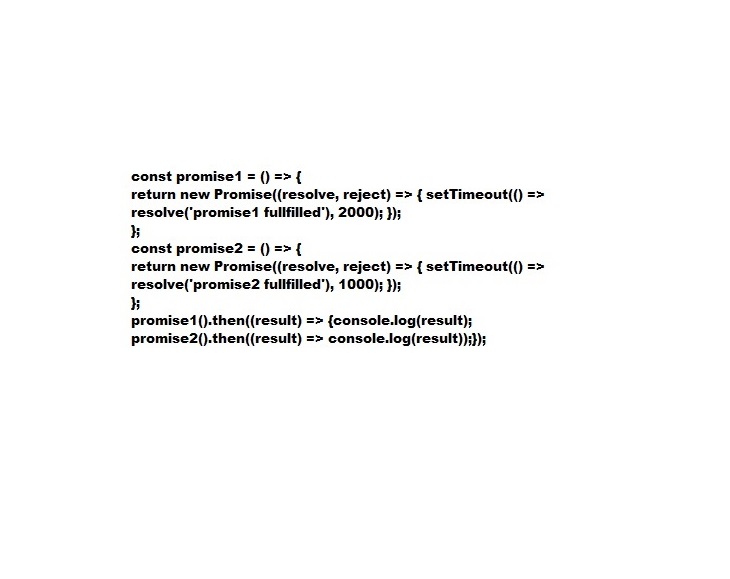 const promise1 = () => {
return new Promise((resolve, reject) => { setTimeout(() =>
resolve('promise1 fullfilled'), 2000); });
};
const promise2 = () => {
return new Promise((resolve, reject) => { setTimeout(() =>
resolve('promise2 fullfilled'), 1000); });
};
promise1().then((result) => {console.log(result);
promise2().then((result) => console.log(result));});